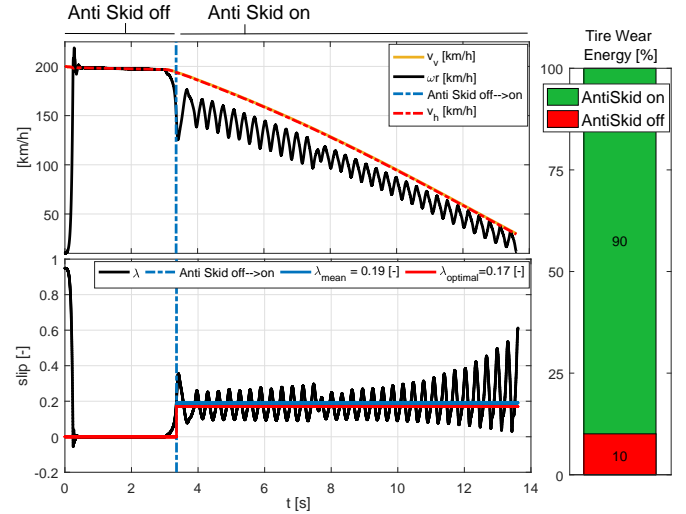 Anti Skid off
Anti Skid on
Tire Wear
Energy [%]
v_v [km/h]
ωr [km/h]
Anti Skid off-->on
v_h [km/h]
200
150
100
50
[km/h]
1
0.8
0.6
0.4
0.2
0
-0.2
slip [-]
λ
Anti Skid off-->on
λ_mean = 0.19 [-]
λ_optimal=0.17 [-]
0
2
4
6
8
10
12
14
t [s]
100
75
50
25
0
AntiSkid on
AntiSkid off
90
10